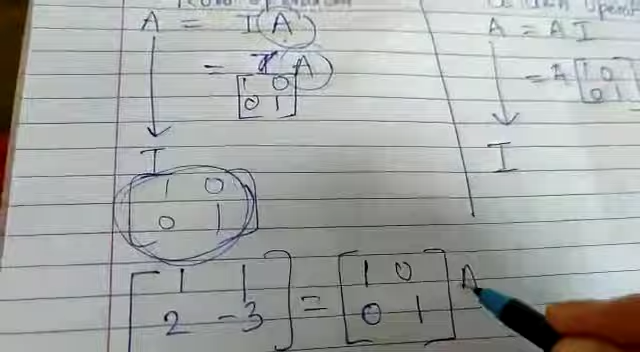 A = I A
= I A
1 0
0 1
I
1 0
0 1
A = A I
= A [1 0
0 1]
I
[1 1 = [1 0 A
2 -3] 0 1]